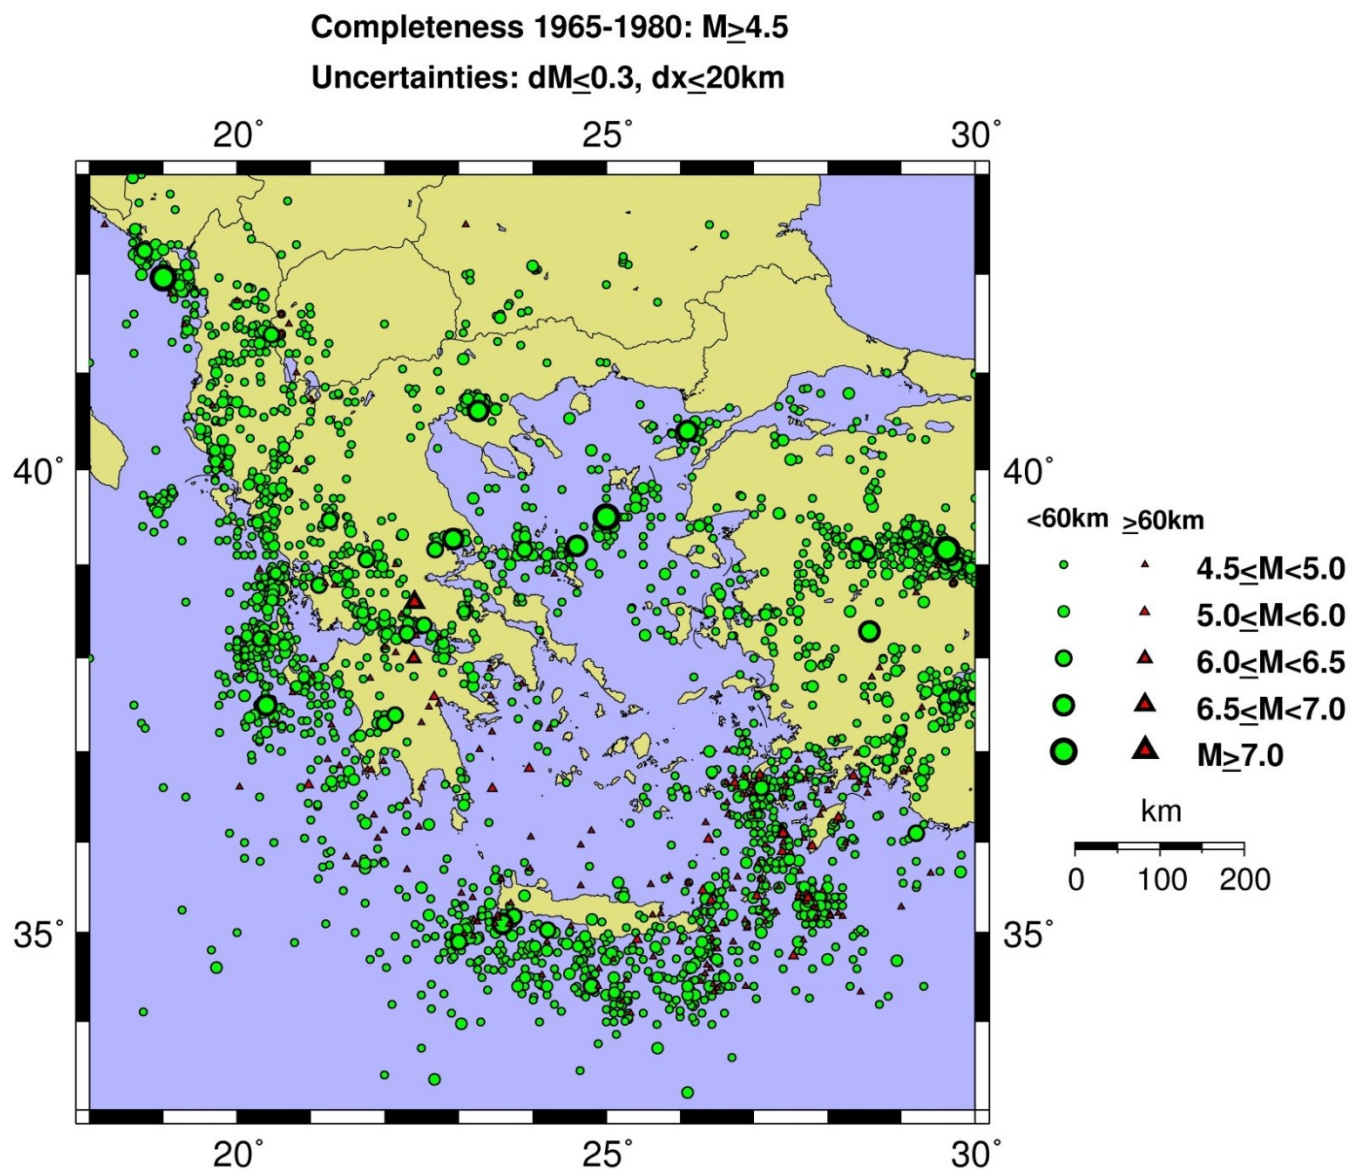 Completeness 1965-1980: M≥4.5
Uncertainties: dM≤0.3, dx≤20km
20° 25° 30°
40° 40°
<60km ≥60km
4.5≤M<5.0
5.0≤M<6.0
6.0≤M<6.5
6.5≤M<7.0
M≥7.0
km
0 100 200
35° 35°
20° 25° 30°